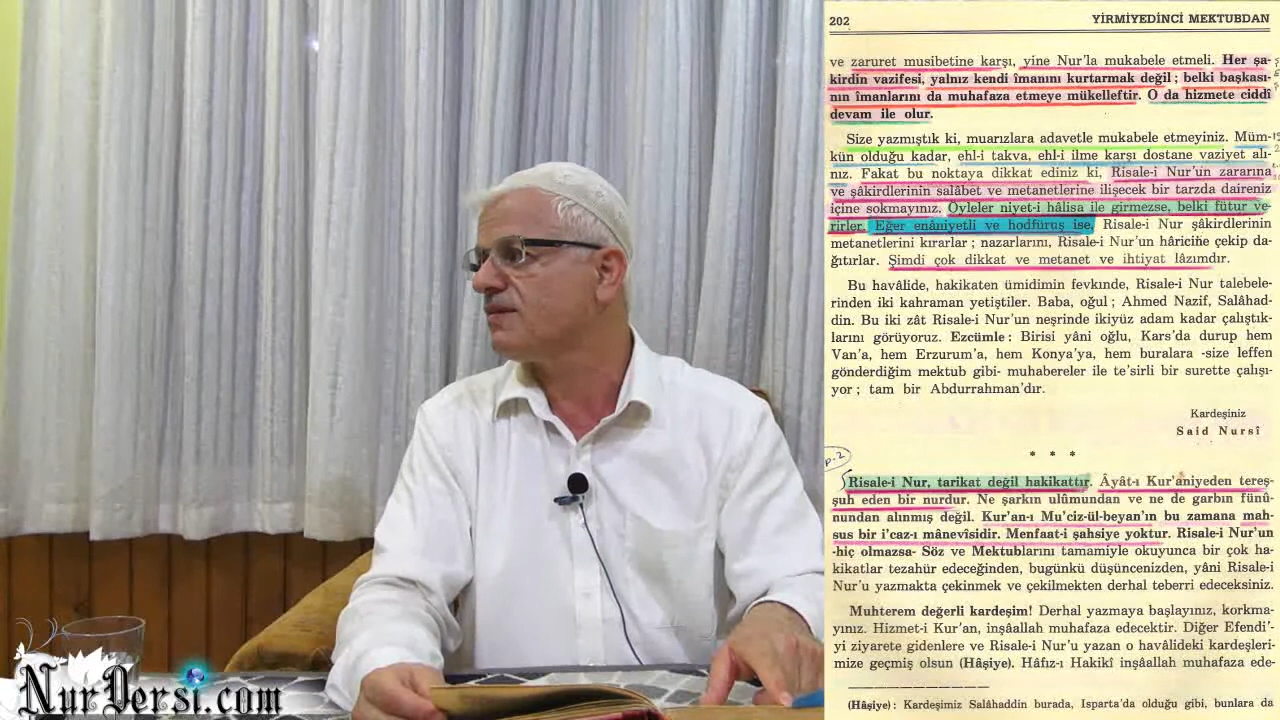 202 YİRMİYEDİNCİ MEKTUBDAN
ve zaruret musibetine karşı, yine Nur'la mukabele etmeli. Her şa-
kirdin vazifesi, yalnız kendi îmanını kurtarmak değil; belki başkası-
nın îmanlarını da muhafaza etmeye mükelleftir. O da hizmete ciddî
devam ile olur.
Size yazmıştık ki, muarızlara adavetle mukabele etmeyiniz. Müm-
kün olduğu kadar, ehl-i takva, ehl-i ilme karşı dostane vaziyet alı-
nız. Fakat bu noktaya dikkat ediniz ki, Risale-i Nur'un zararına
ve şâkirdlerinin salâbet ve metanetlerine ilişecek bir tarzda daireniz
içine sokmayınız. Öyleler niyet-i hâlisa ile girmezse, belki fütur ve-
rirler. Eğer enâniyetli ve hodfüruş ise, Risale-i Nur şâkirdlerinin
metanetlerini kırarlar; nazarlarını, Risale-i Nur'un hâricine çekip da-
ğıtırlar. Şimdi çok dikkat ve metanet ve ihtiyat lâzımdır.
Bu havâlide, hakikaten ümidimin fevkında, Risale-i Nur talebele-
rinden iki kahraman yetiştiler. Baba, oğul; Ahmed Nazif, Salâhad-
din. Bu iki zât Risale-i Nur'un neşrinde ikiyüz adam kadar çalıştık-
larını görüyoruz. Ezcümle: Birisi yâni oğlu, Kars'da durup hem
Van'a, hem Erzurum'a, hem Konya'ya, hem buralara -size leffen
gönderdiğim mektub gibi- muhabereler ile te'sirli bir surette çalışı-
yor; tam bir Abdurrahman'dır.
Kardeşiniz
Said Nursî
* * *
p.2
Risale-i Nur, tarikat değil hakikattır. Âyât-ı Kur'aniyeden tereş-
şuh eden bir nurdur. Ne şarkın ulûmundan ve ne de garbın fünû-
nundan alınmış değil. Kur'an-ı Mu'ciz-ül-beyan'ın bu zamana mah-
sus bir i'caz-ı mânevîsidir. Menfaat-i şahsiye yoktur. Risale-i Nur'un
-hiç olmazsa- Söz ve Mektublarını tamamiyle okuyunca bir çok ha-
kikatlar tezahür edeceğinden, bugünkü düşüncenizden, yâni Risale-i
Nur'u yazmakta çekinmek ve çekilmekten derhal teberri edeceksiniz.
Muhterem değerli kardeşim! Derhal yazmaya başlayınız, korkma-
yınız. Hizmet-i Kur'an, inşâallah muhafaza edecektir. Diğer Efendi'-
yi ziyarete gidenlere ve Risale-i Nur'u yazan o havâlideki kardeşleri-
mize geçmiş olsun (Hâşiye). Hâfız-ı Hakikî inşâallah muhafaza ede-
(Hâşiye): Kardeşimiz Salâhaddin burada, Isparta'da olduğu gibi, bunlara da
NurDersi.com